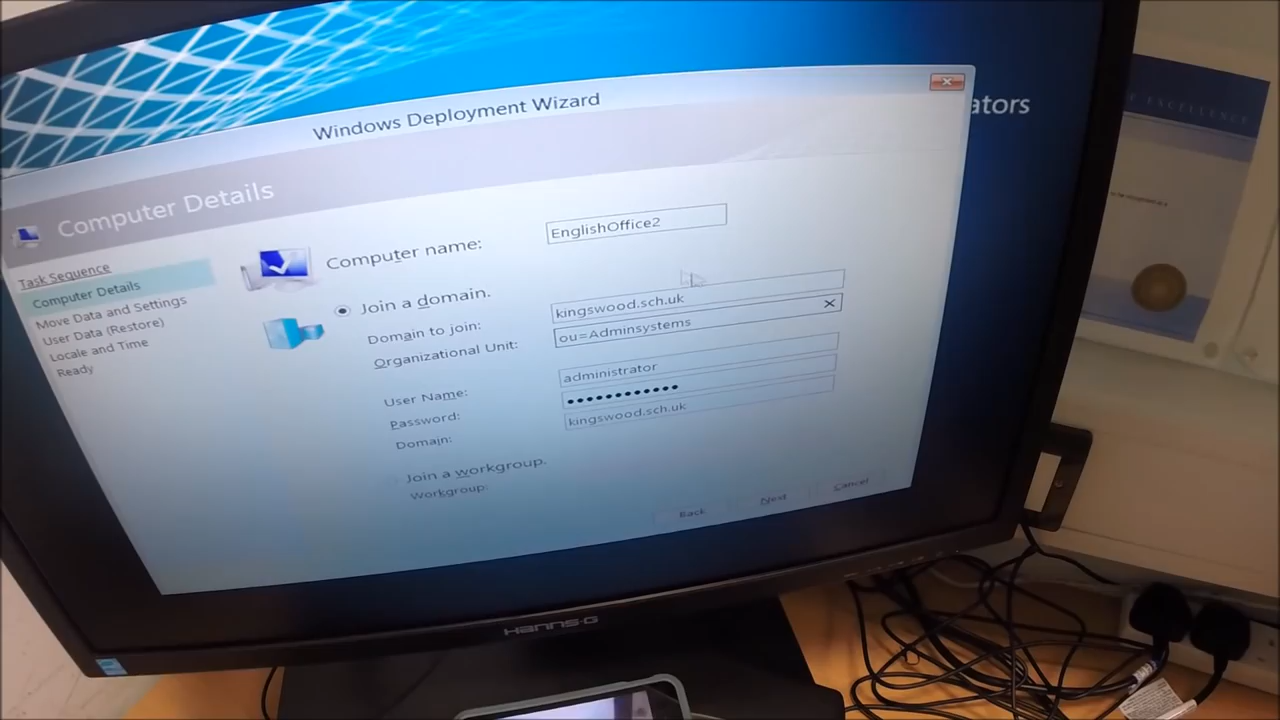 Windows Deployment Wizard
ators
Computer Details
Task Sequence
Computer Details
Move Data and Settings
User Data (Restore)
Locale and Time
Ready
Computer name:
EnglishOffice2
Join a domain.
Domain to join:
kingswood.sch.uk
Organizational Unit:
ou=Adminsystems
User Name:
administrator
Password:
••••••••••••
Domain:
kingswood.sch.uk
Join a workgroup.
Workgroup:
Back
Next
Cancel
HANNS-G
EXCELLENCE